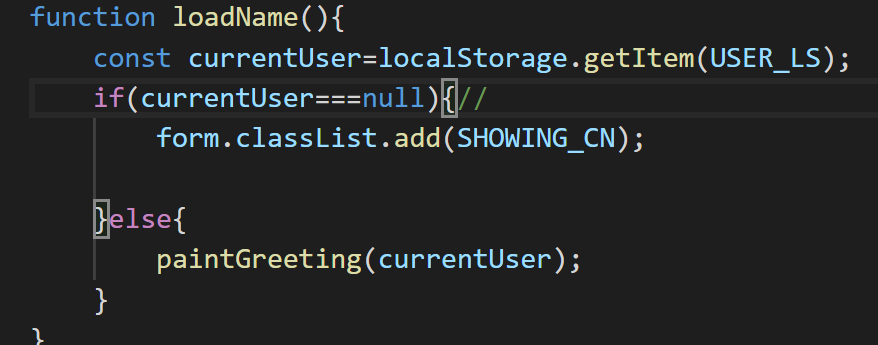 function loadName(){
    const currentUser=localStorage.getItem(USER_LS);
    if(currentUser===null){//
        form.classList.add(SHOWING_CN);

    }else{
        paintGreeting(currentUser);
    }
}